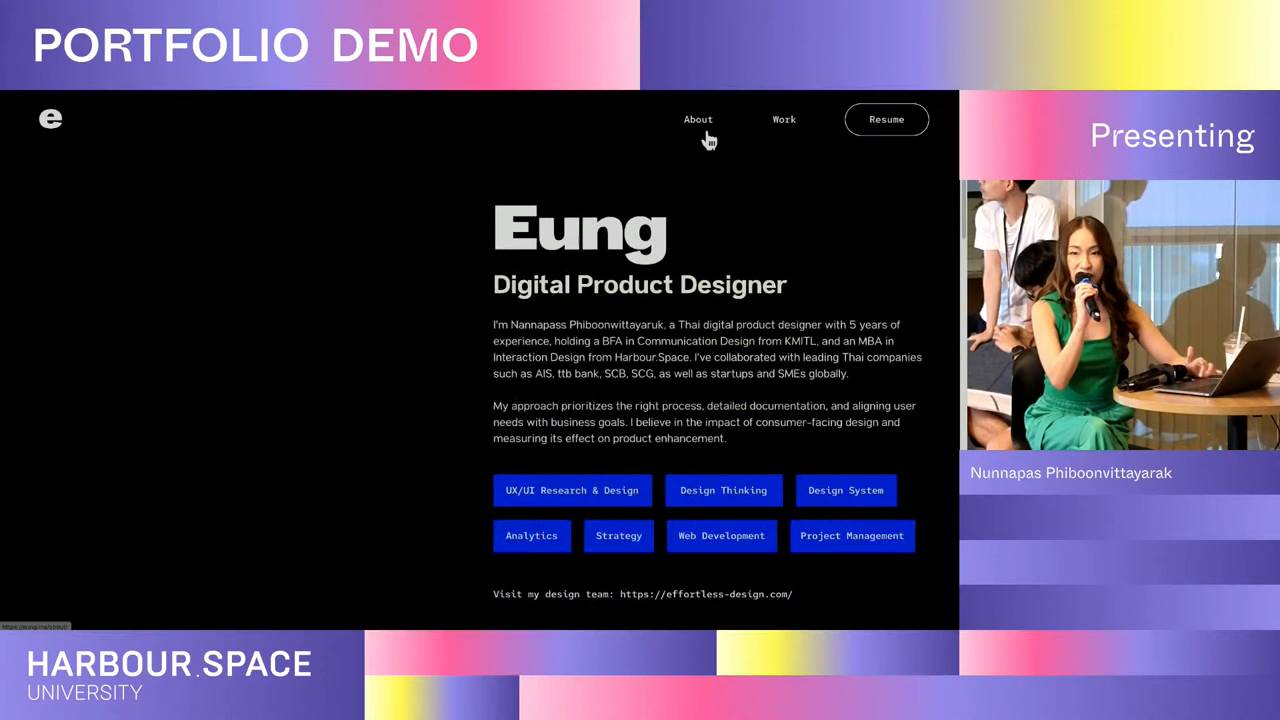 PORTFOLIO DEMO
e
About
Work
Resume
Presenting
Eung
Digital Product Designer
I'm Nannapass Phiboonwittayaruk, a Thai digital product designer with 5 years of
experience, holding a BFA in Communication Design from KMITL, and an MBA in
Interaction Design from Harbour.Space. I've collaborated with leading Thai companies
such as AIS, ttb bank, SCB, SCG, as well as startups and SMEs globally.
My approach prioritizes the right process, detailed documentation, and aligning user
needs with business goals. I believe in the impact of consumer-facing design and
measuring its effect on product enhancement.
UX/UI Research & Design
Design Thinking
Design System
Analytics
Strategy
Web Development
Project Management
Visit my design team: https://effortless-design.com/
Nunnapas Phiboonvittayarak
https://eung.me/about/
HARBOUR.SPACE
UNIVERSITY